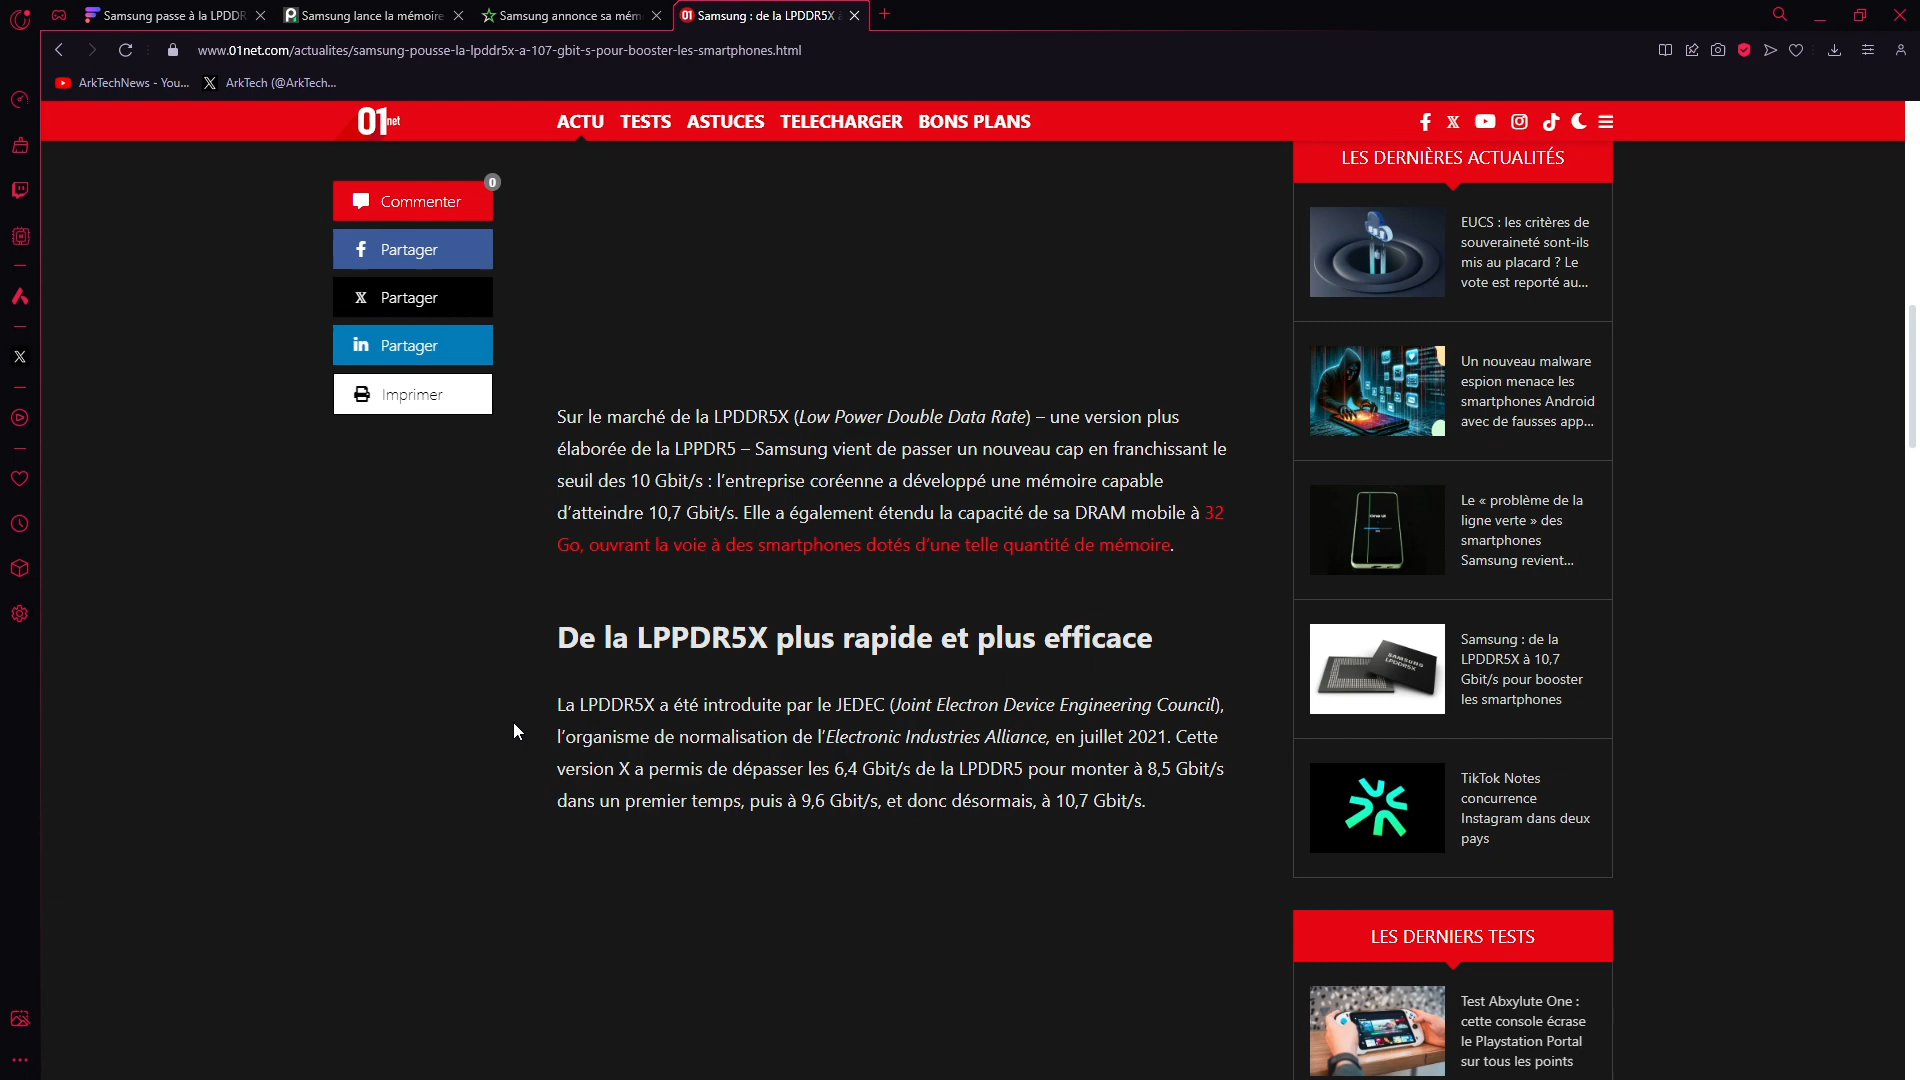 Samsung passe à la LPDDR
Samsung lance la mémoire
Samsung annonce sa mém
01 Samsung : de la LPDDR5X à
www.01net.com/actualites/samsung-pousse-la-lpddr5x-a-107-gbit-s-pour-booster-les-smartphones.html
ArkTechNews - You...
ArkTech (@ArkTech...
01net
ACTU TESTS ASTUCES TELECHARGER BONS PLANS
0
Commenter
Partager
Partager
Partager
Imprimer
Sur le marché de la LPDDR5X (Low Power Double Data Rate) – une version plus
élaborée de la LPPDR5 – Samsung vient de passer un nouveau cap en franchissant le
seuil des 10 Gbit/s : l'entreprise coréenne a développé une mémoire capable
d'atteindre 10,7 Gbit/s. Elle a également étendu la capacité de sa DRAM mobile à 32
Go, ouvrant la voie à des smartphones dotés d'une telle quantité de mémoire.
De la LPPDR5X plus rapide et plus efficace
La LPDDR5X a été introduite par le JEDEC (Joint Electron Device Engineering Council),
l'organisme de normalisation de l'Electronic Industries Alliance, en juillet 2021. Cette
version X a permis de dépasser les 6,4 Gbit/s de la LPDDR5 pour monter à 8,5 Gbit/s
dans un premier temps, puis à 9,6 Gbit/s, et donc désormais, à 10,7 Gbit/s.
LES DERNIÈRES ACTUALITÉS
EUCS : les critères de
souveraineté sont-ils
mis au placard ? Le
vote est reporté au...
Un nouveau malware
espion menace les
smartphones Android
avec de fausses app...
Le « problème de la
ligne verte » des
smartphones
Samsung revient...
SAMSUNG
LPDDR5X
Samsung : de la
LPDDR5X à 10,7
Gbit/s pour booster
les smartphones
TikTok Notes
concurrence
Instagram dans deux
pays
LES DERNIERS TESTS
Test Abxylute One :
cette console écrase
le Playstation Portal
sur tous les points